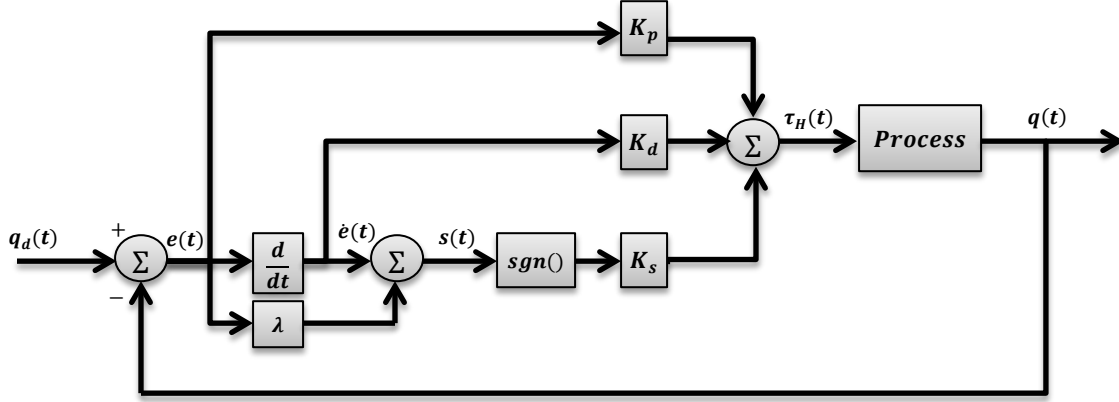 K_p
τ_H(t)
q(t)
K_d
Σ
Process
q_d(t)
+
e(t)
ė(t)
s(t)
Σ
d/dt
Σ
sgn()
K_s
−
λ